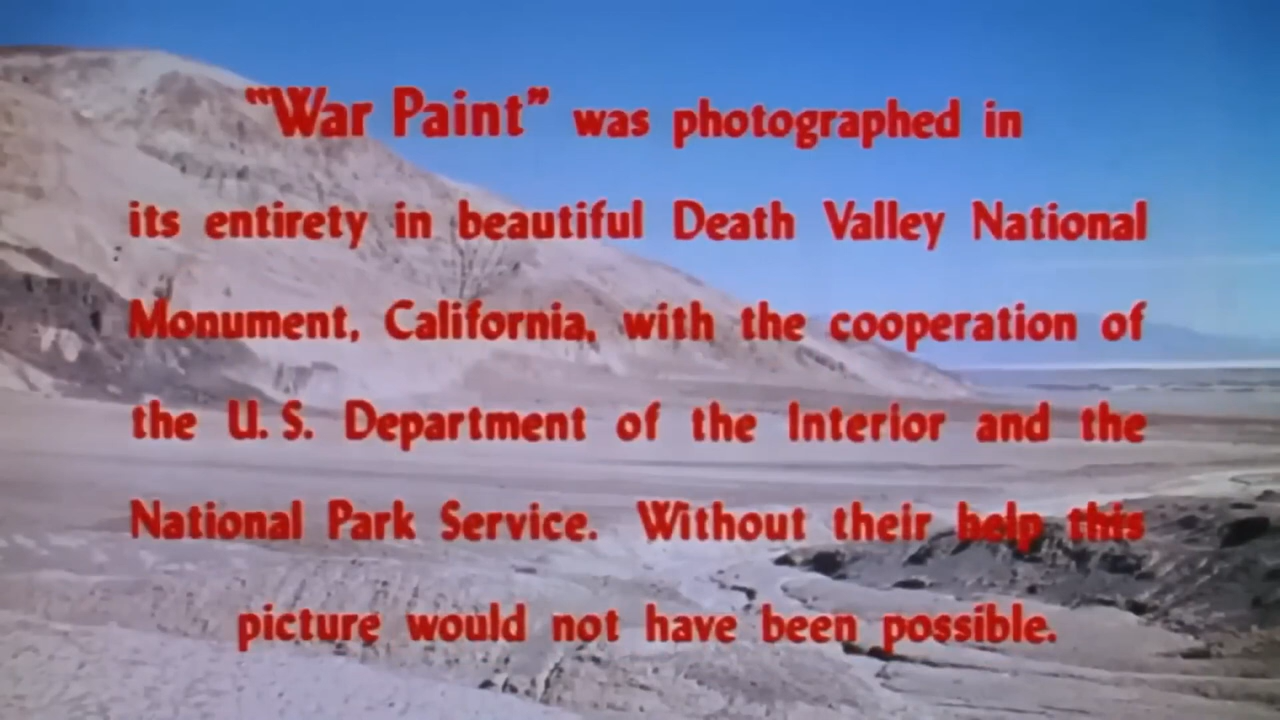 "War Paint" was photographed in
its entirety in beautiful Death Valley National
Monument, California, with the cooperation of
the U. S. Department of the Interior and the
National Park Service. Without their help this
picture would not have been possible.